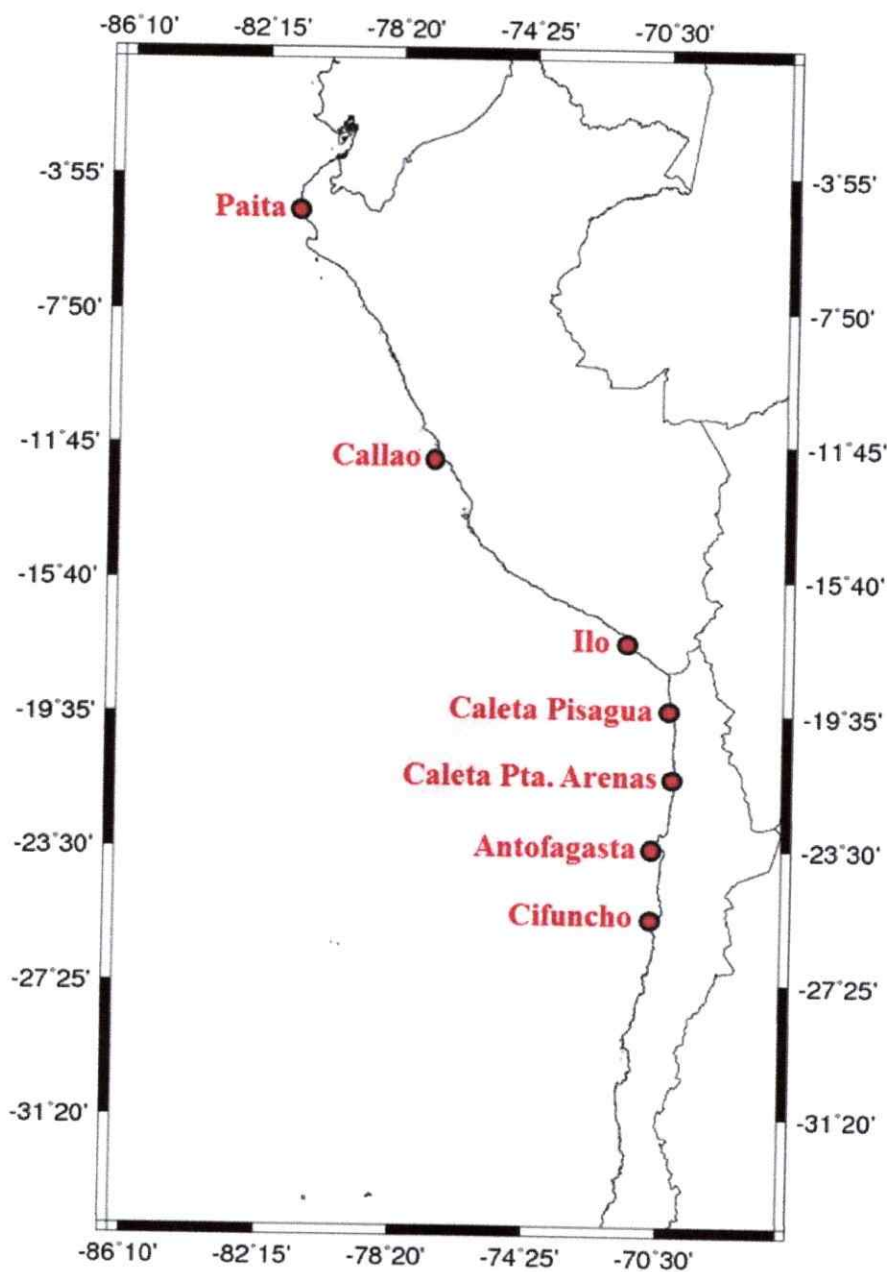 -86˚10' -82˚15' -78˚20' -74˚25' -70˚30'
-3˚55' -3˚55'
Paita
-7˚50' -7˚50'
-11˚45' -11˚45'
Callao
-15˚40' -15˚40'
Ilo
-19˚35' Caleta Pisagua -19˚35'
Caleta Pta. Arenas
-23˚30' Antofagasta -23˚30'
Cifuncho
-27˚25' -27˚25'
-31˚20' -31˚20'
-86˚10' -82˚15' -78˚20' -74˚25' -70˚30'